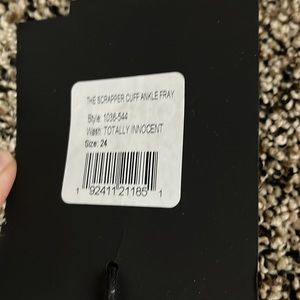 THE SCRAPPER CUFF ANKLE FRAY
Style: 1036-544
Wash: TOTALLY INNOCENT
Size: 24
1 92411 21185 1